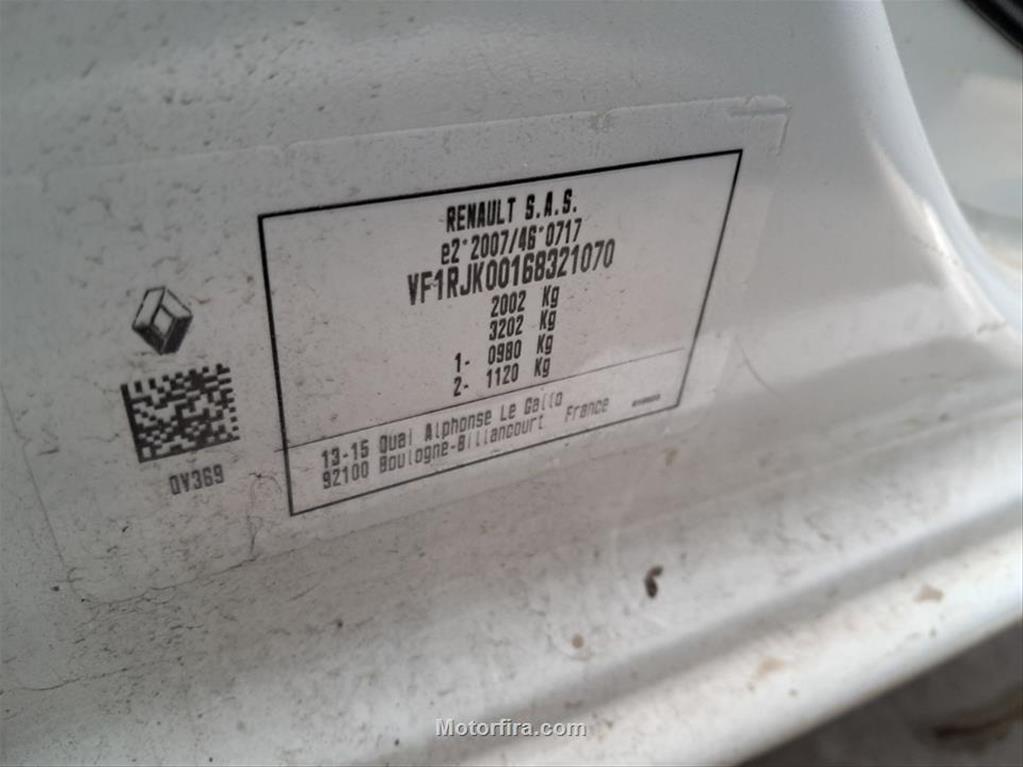 RENAULT S.A.S.
e2*2007/46*0717
VF1RJK00168321070
2002 Kg
3202 Kg
1- 0980 Kg
2- 1120 Kg
13-15 Quai Alphonse Le Gallo
92100 Boulogne-Billancourt France
QV369
Motorfira.com